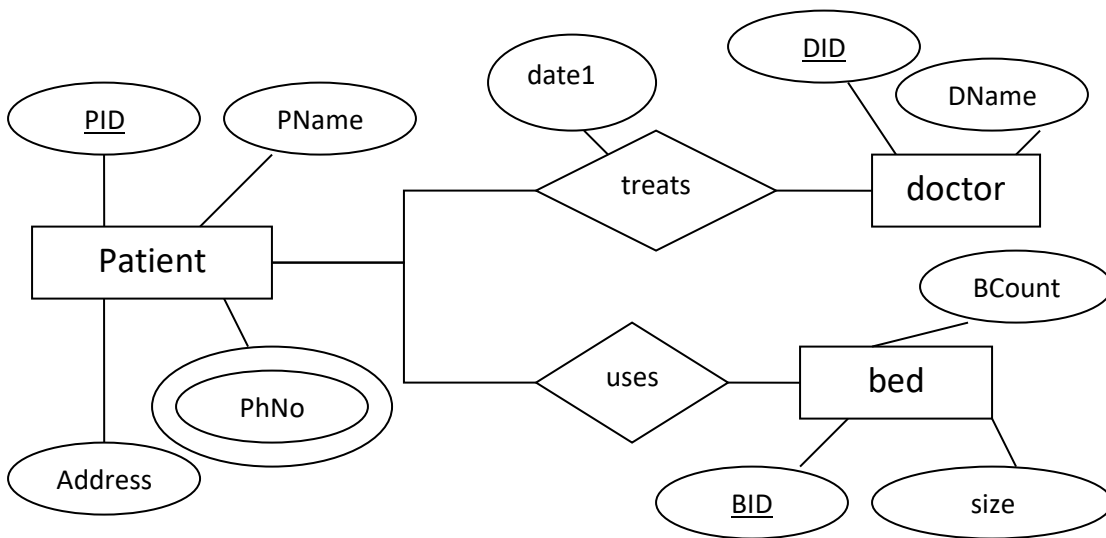 DID
date1
DName
PID
PName
treats
doctor
Patient
BCount
uses
bed
PhNo
Address
BID
size